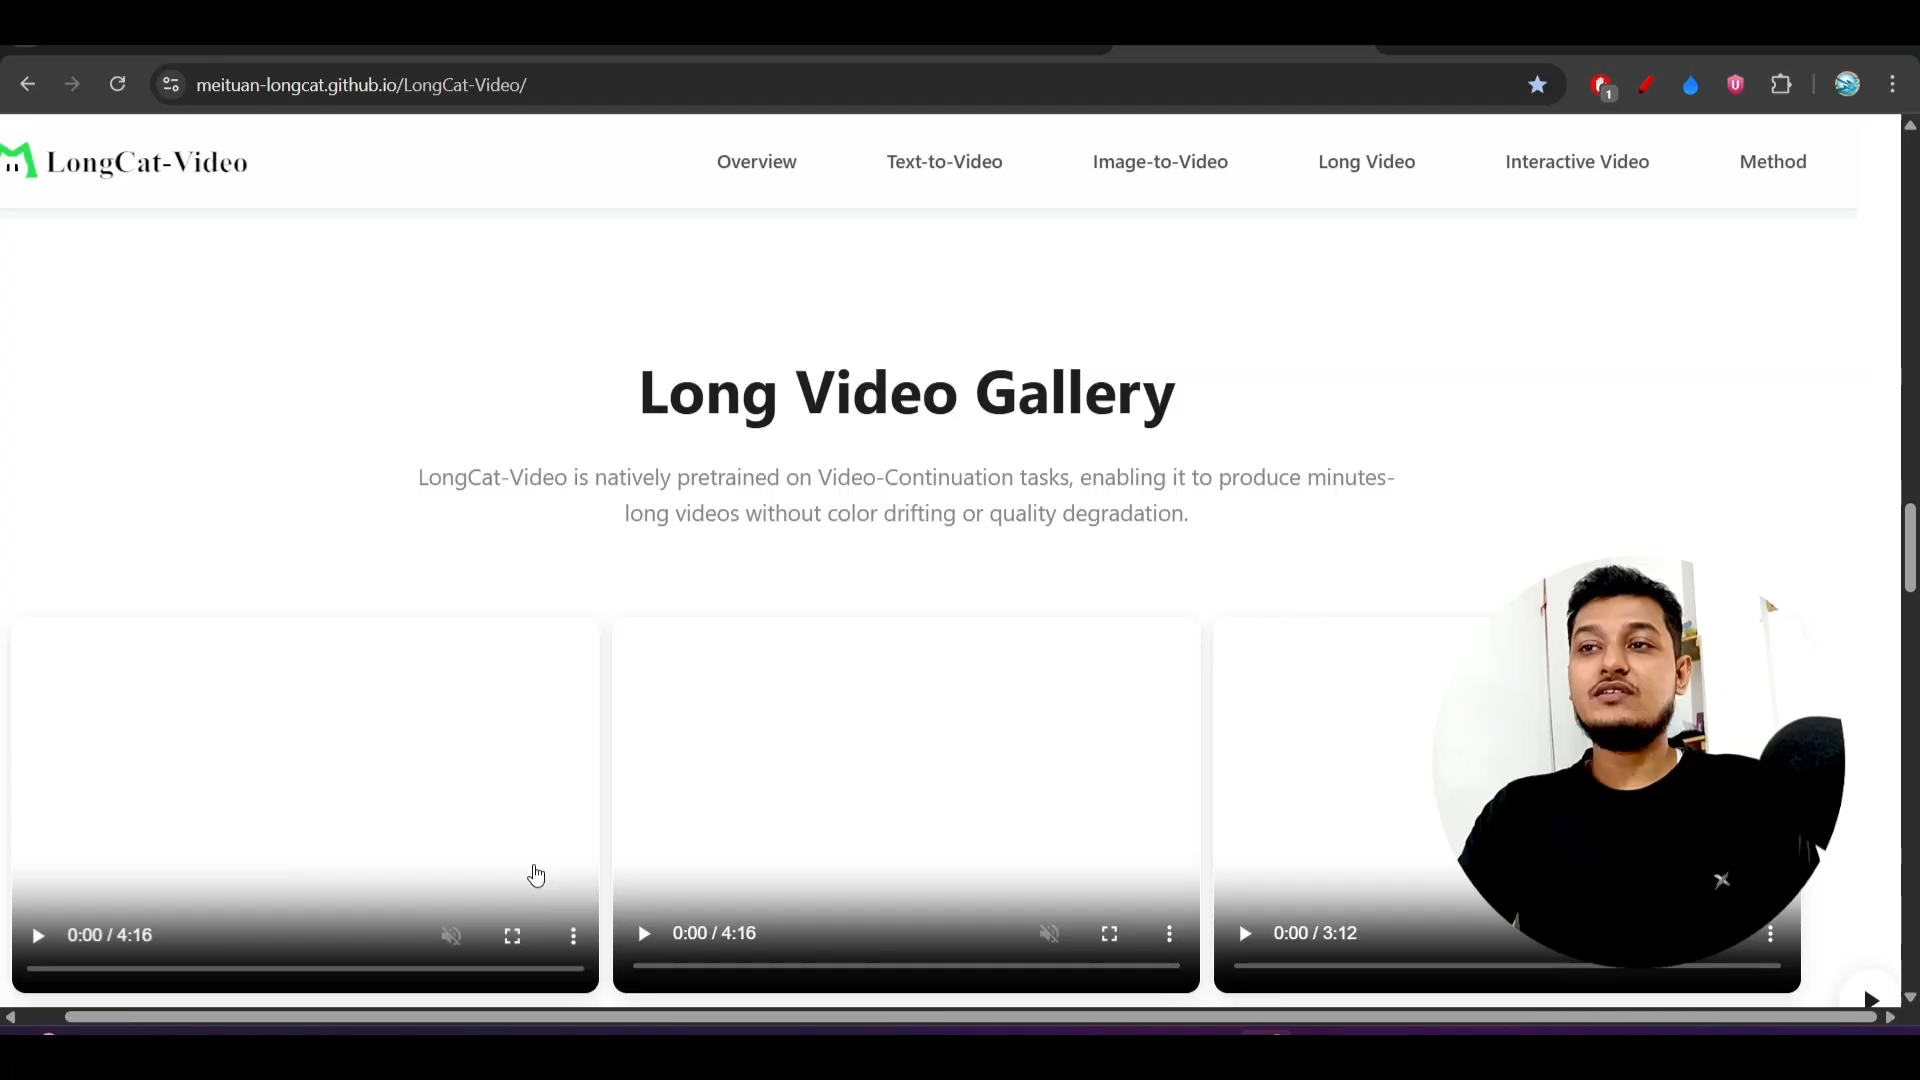 meituan-longcat.github.io/LongCat-Video/
1
LongCat-Video
Overview
Text-to-Video
Image-to-Video
Long Video
Interactive Video
Method
Long Video Gallery
LongCat-Video is natively pretrained on Video-Continuation tasks, enabling it to produce minutes-
long videos without color drifting or quality degradation.
0:00 / 4:16
0:00 / 4:16
0:00 / 3:12